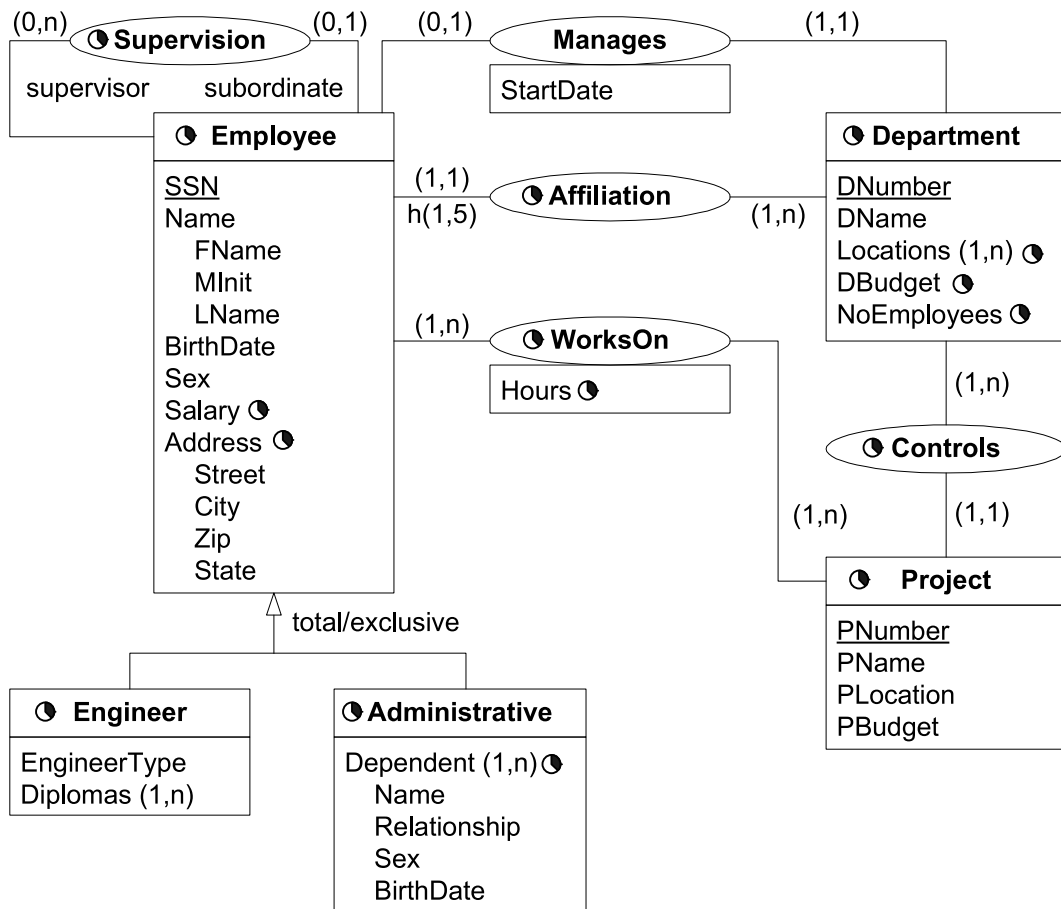 (0,n)
Supervision
(0,1)
supervisor
subordinate
(0,1)
Manages
(1,1)
StartDate
Employee
SSN
Name
FName
MInit
LName
BirthDate
Sex
Salary
Address
Street
City
Zip
State
(1,1)
h(1,5)
Affiliation
(1,n)
(1,n)
WorksOn
Hours
(1,n)
Department
DNumber
DName
Locations (1,n)
DBudget
NoEmployees
(1,n)
Controls
(1,1)
Project
PNumber
PName
PLocation
PBudget
total/exclusive
Engineer
EngineerType
Diplomas (1,n)
Administrative
Dependent (1,n)
Name
Relationship
Sex
BirthDate